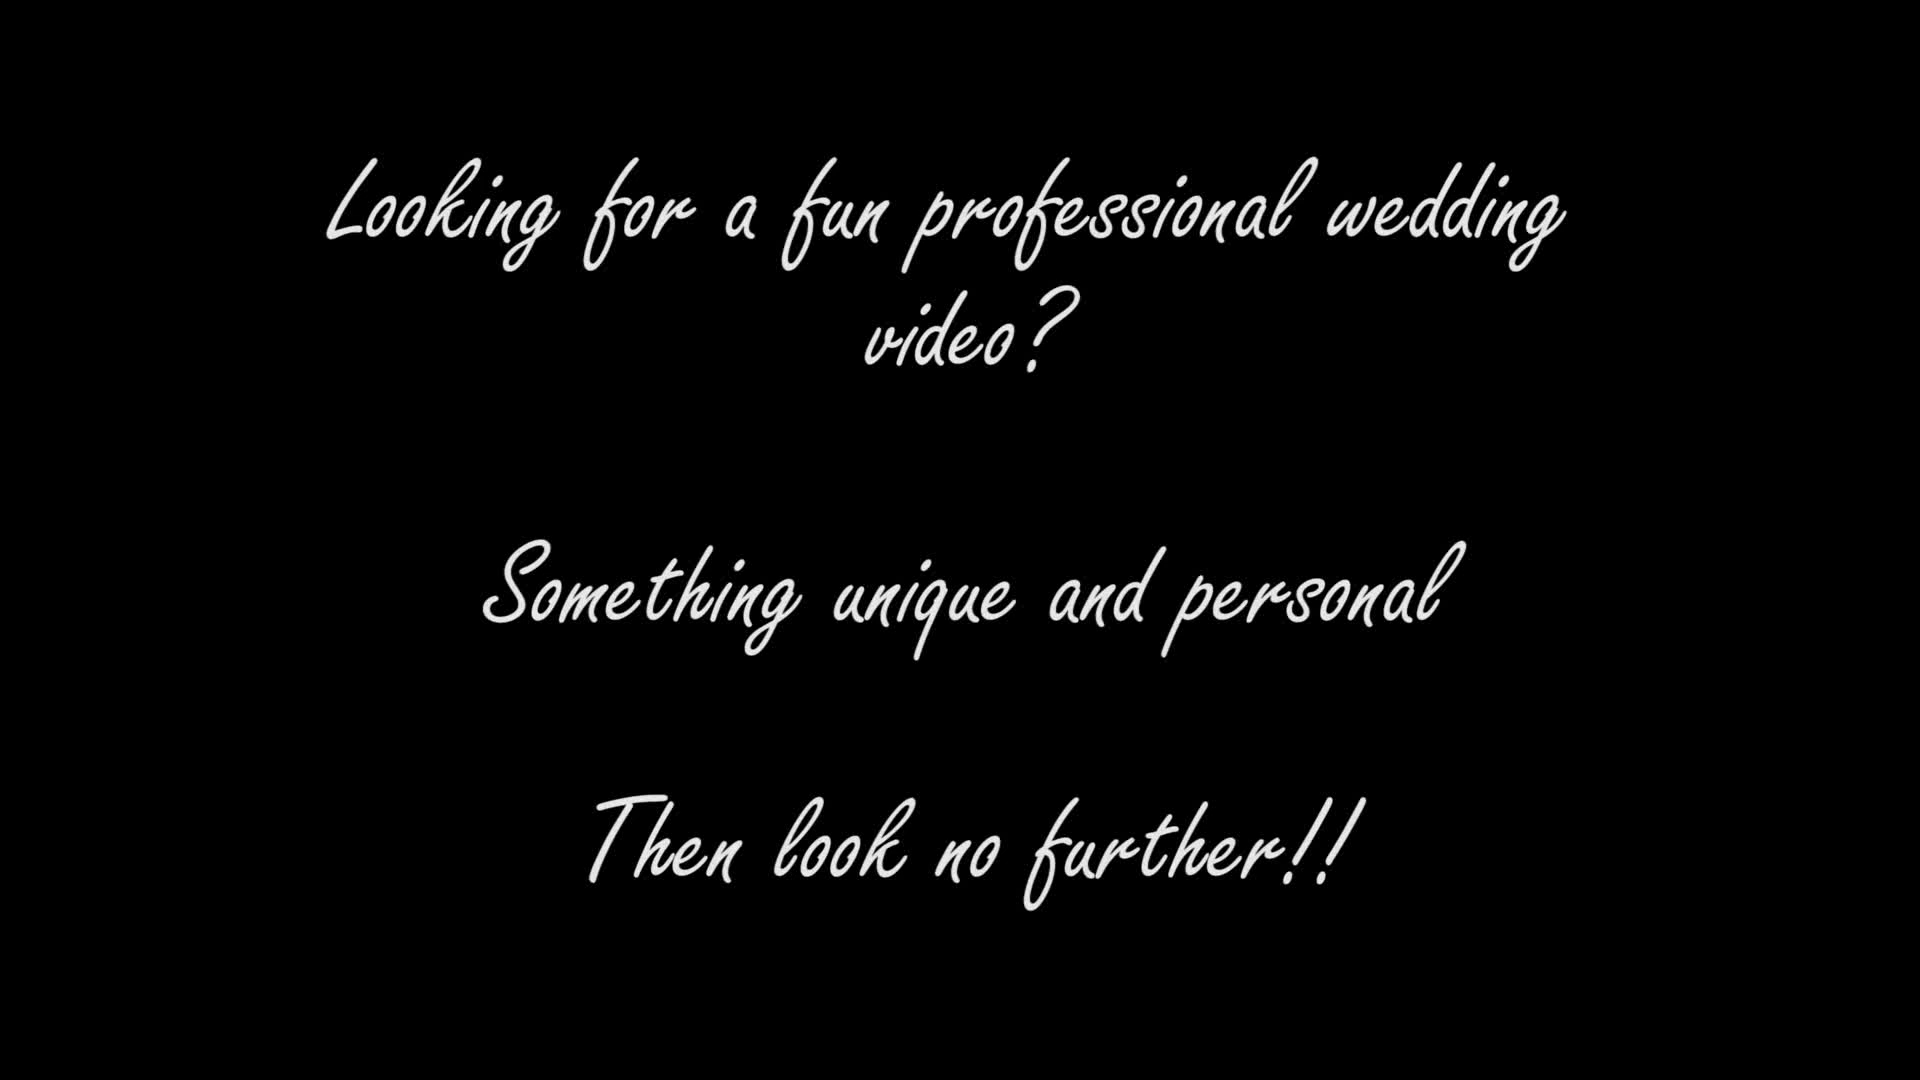 Looking for a fun professional wedding
video?
Something unique and personal
Then look no further!!